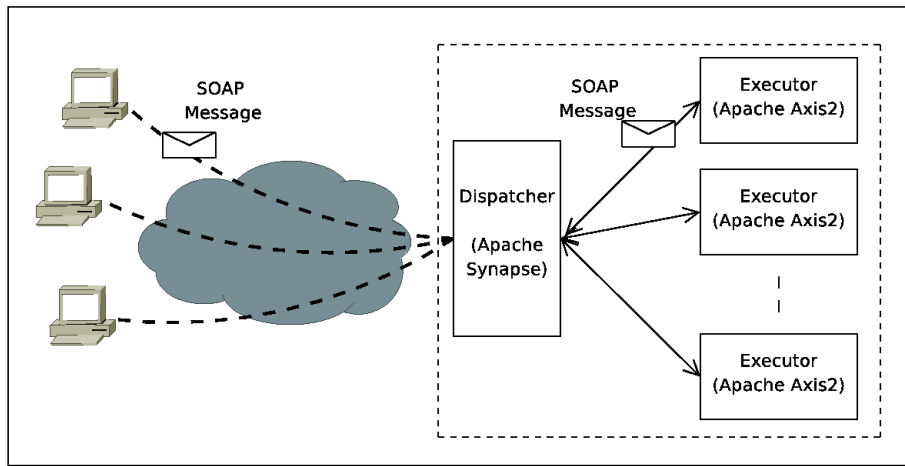 SOAP
Message
SOAP
Message
Executor
(Apache Axis2)
Dispatcher
(Apache
Synapse)
Executor
(Apache Axis2)
Executor
(Apache Axis2)